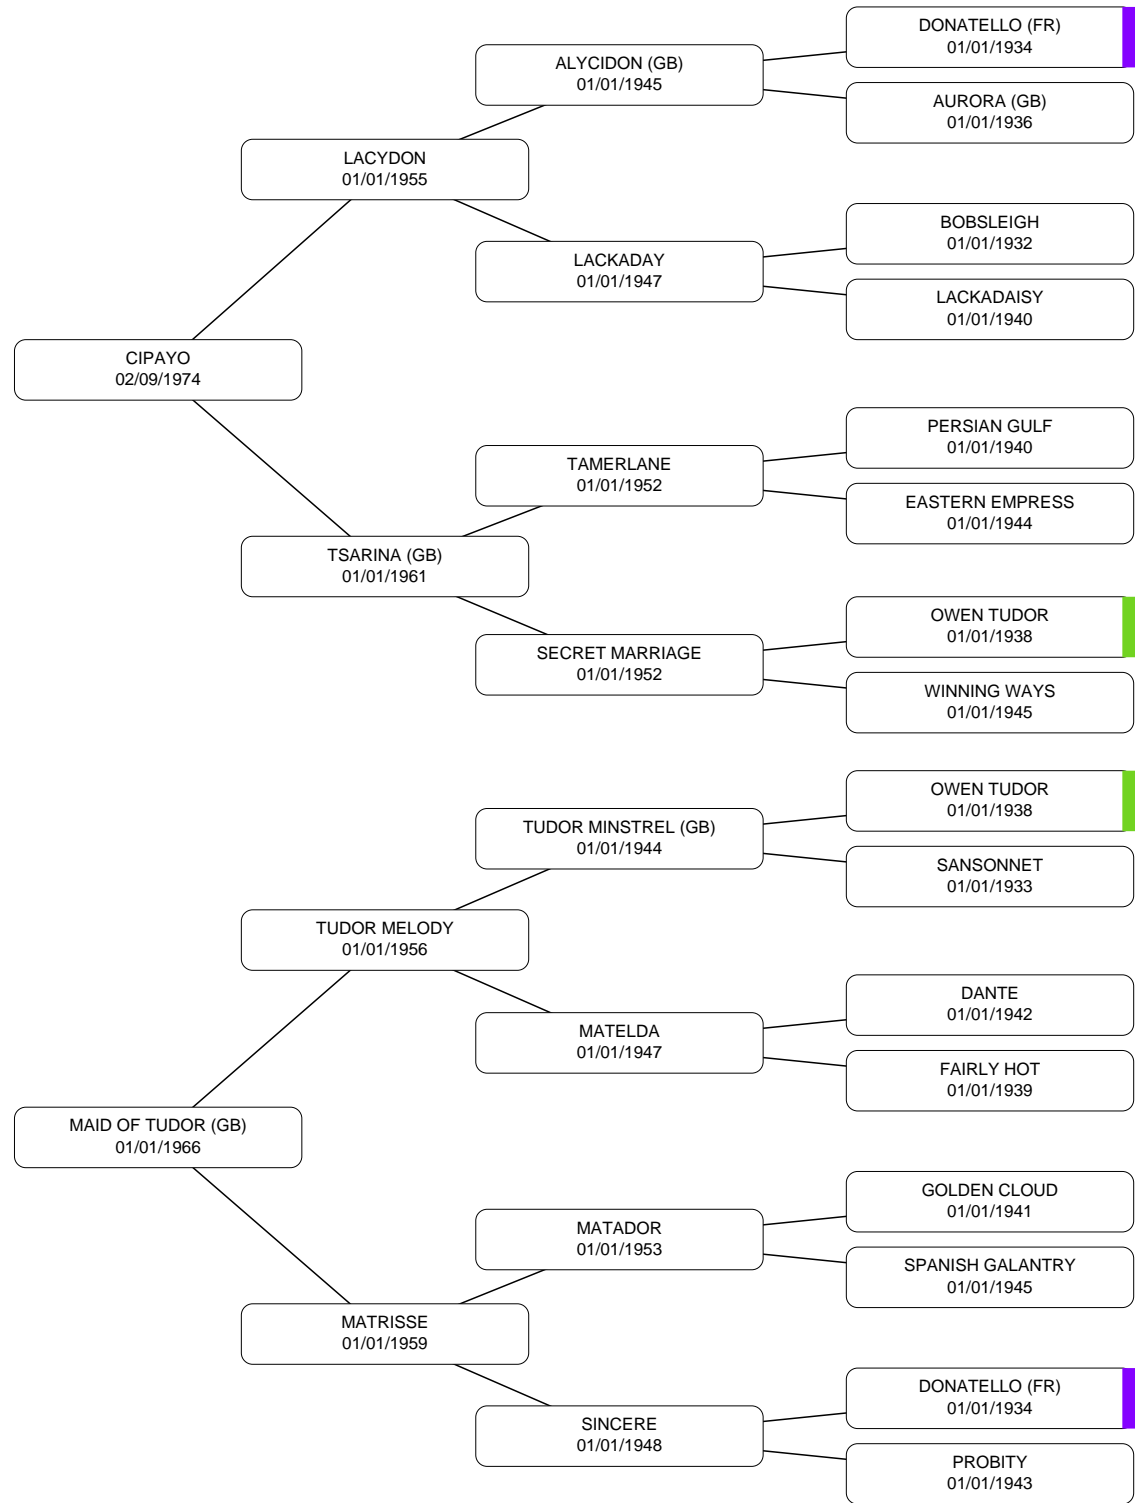 DONATELLO (FR)
01/01/1934
ALYCIDON (GB)
01/01/1945
AURORA (GB)
01/01/1936
LACYDON
01/01/1955
BOBSLEIGH
01/01/1932
LACKADAY
01/01/1947
LACKADAISY
01/01/1940
CIPAYO
02/09/1974
PERSIAN GULF
01/01/1940
TAMERLANE
01/01/1952
EASTERN EMPRESS
01/01/1944
TSARINA (GB)
01/01/1961
OWEN TUDOR
01/01/1938
SECRET MARRIAGE
01/01/1952
WINNING WAYS
01/01/1945
OWEN TUDOR
01/01/1938
TUDOR MINSTREL (GB)
01/01/1944
SANSONNET
01/01/1933
TUDOR MELODY
01/01/1956
DANTE
01/01/1942
MATELDA
01/01/1947
FAIRLY HOT
01/01/1939
MAID OF TUDOR (GB)
01/01/1966
GOLDEN CLOUD
01/01/1941
MATADOR
01/01/1953
SPANISH GALANTRY
01/01/1945
MATRISSE
01/01/1959
DONATELLO (FR)
01/01/1934
SINCERE
01/01/1948
PROBITY
01/01/1943